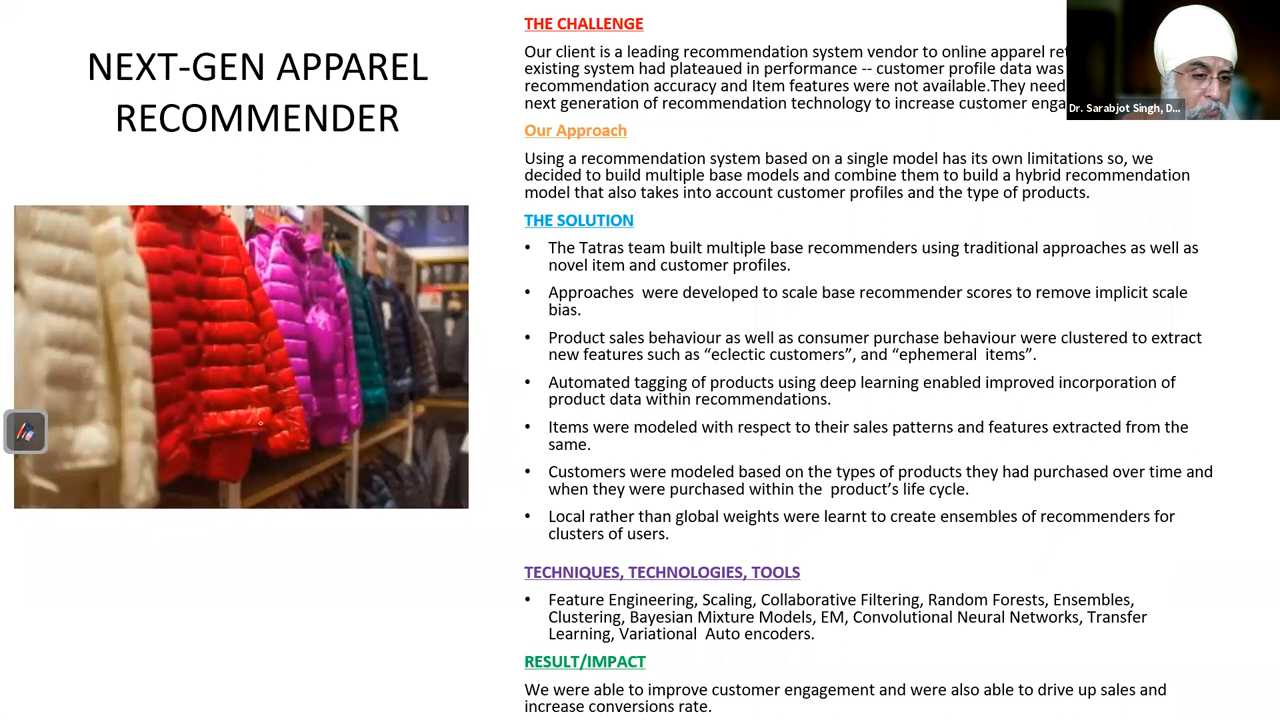 NEXT-GEN APPAREL
RECOMMENDER
THE CHALLENGE
Our client is a leading recommendation system vendor to online apparel
existing system had plateaued in performance -- customer profile data was
recommendation accuracy and Item features were not available.They need
next generation of recommendation technology to increase customer
Dr. Sarabjot Singh, D...
Our Approach
Using a recommendation system based on a single model has its own limitations so, we
decided to build multiple base models and combine them to build a hybrid recommendation
model that also takes into account customer profiles and the type of products.
THE SOLUTION
• The Tatras team built multiple base recommenders using traditional approaches as well as
novel item and customer profiles.
• Approaches were developed to scale base recommender scores to remove implicit scale
bias.
• Product sales behaviour as well as consumer purchase behaviour were clustered to extract
new features such as “eclectic customers”, and “ephemeral items”.
• Automated tagging of products using deep learning enabled improved incorporation of
product data within recommendations.
• Items were modeled with respect to their sales patterns and features extracted from the
same.
• Customers were modeled based on the types of products they had purchased over time and
when they were purchased within the product’s life cycle.
• Local rather than global weights were learnt to create ensembles of recommenders for
clusters of users.
TECHNIQUES, TECHNOLOGIES, TOOLS
• Feature Engineering, Scaling, Collaborative Filtering, Random Forests, Ensembles,
Clustering, Bayesian Mixture Models, EM, Convolutional Neural Networks, Transfer
Learning, Variational Auto encoders.
RESULT/IMPACT
We were able to improve customer engagement and were also able to drive up sales and
increase conversions rate.